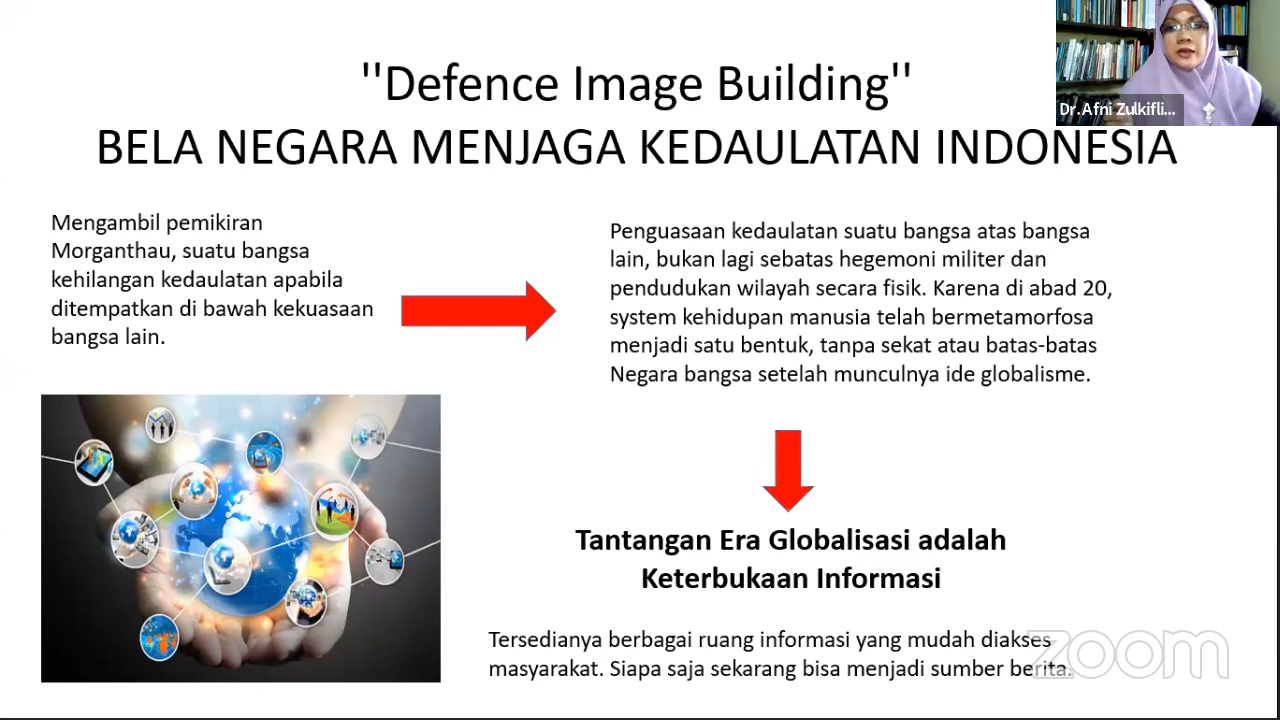 "Defence Image Building"
BELA NEGARA MENJAGA KEDAULATAN INDONESIA
Dr.Afni Zulkifli...
Mengambil pemikiran
Morganthau, suatu bangsa
kehilangan kedaulatan apabila
ditempatkan di bawah kekuasaan
bangsa lain.
Penguasaan kedaulatan suatu bangsa atas bangsa
lain, bukan lagi sebatas hegemoni militer dan
pendudukan wilayah secara fisik. Karena di abad 20,
system kehidupan manusia telah bermetamorfosa
menjadi satu bentuk, tanpa sekat atau batas-batas
Negara bangsa setelah munculnya ide globalisme.
Tantangan Era Globalisasi adalah
Keterbukaan Informasi
Tersedianya berbagai ruang informasi yang mudah diakses
masyarakat. Siapa saja sekarang bisa menjadi sumber berita.
zoom